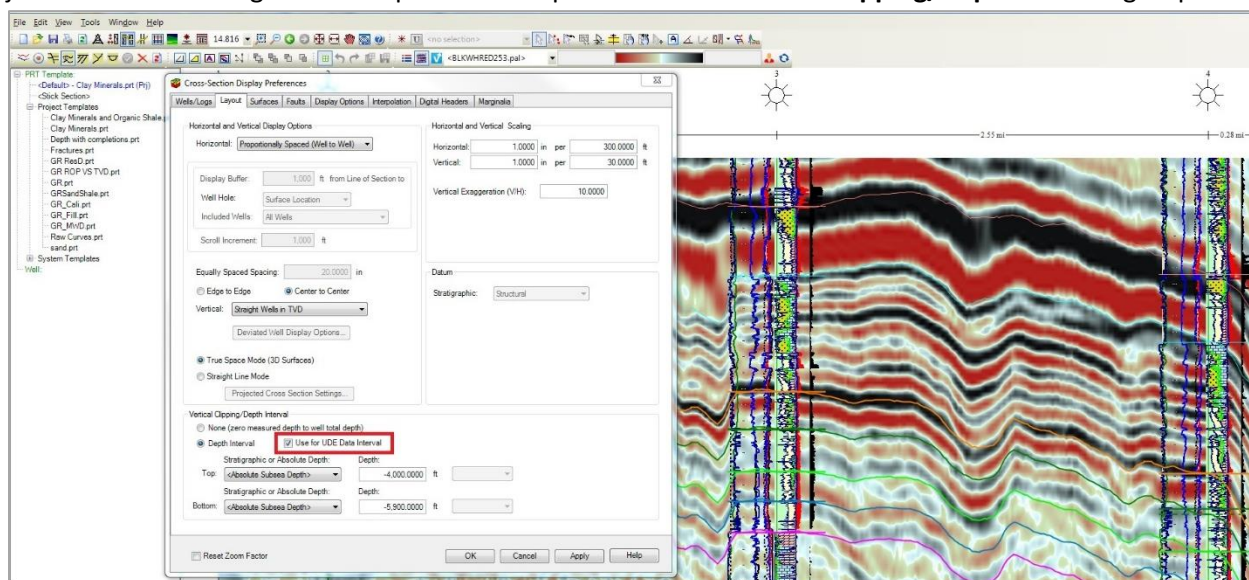 File Edit View Tools Window Help
14.816
<no selection>
<BLKWHRED253.pal>
PRT Template
<Default> - Clay Minerals.prt (Prj)
<Stick Section>
Project Templates
Clay Minerals and Organic Shale.p
Clay Minerals.prt
Depth with completions prt
Fractures.prt
GR ResD.prt
GR ROP VS TVD.prt
GR.prt
GRSandShale.prt
GR_Cali.prt
GR_Fill.prt
GR_MWD.prt
Raw Curves.prt
sand.prt
System Templates
Well:
Cross-Section Display Preferences
Wells/Logs Layout Surfaces Faults Display Options Interpolation Digital Headers Marginalia
Horizontal and Vertical Display Options
Horizontal: Proportionally Spaced (Well to Well)
Display Buffer: 1,000 ft from Line of Section to
Well Hole: Surface Location
Included Wells: All Wells
Scroll Increment: 1,000 ft
Equally Spaced Spacing: 20.0000 in
Edge to Edge Center to Center
Vertical: Straight Wells in TVD
Deviated Well Display Options...
True Space Mode (3D Surfaces)
Straight Line Mode
Projected Cross Section Settings...
Horizontal and Vertical Scaling
Horizontal: 1.0000 in per 300.0000 ft
Vertical: 1.0000 in per 30.0000 ft
Vertical Exaggeration (V/H): 10.0000
Datum
Stratigraphic: Structural
Vertical Clipping/Depth Interval
None (zero measured depth to well total depth)
Depth Interval Use for UDE Data Interval
Stratigraphic or Absolute Depth: Depth:
Top: <Absolute Subsea Depth> -4,000.0000 ft
Stratigraphic or Absolute Depth: Depth:
Bottom: <Absolute Subsea Depth> -5,900.0000 ft
Reset Zoom Factor
OK Cancel Apply Help
3 4
2.55 mi 0.28 mi